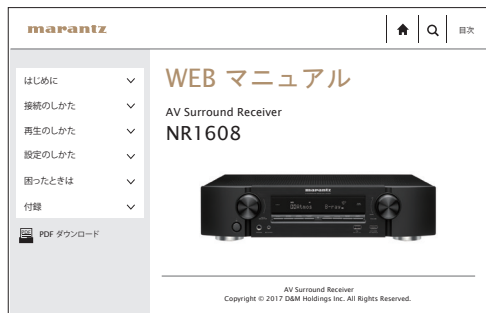 marantz
目次
はじめに
接続のしかた
再生のしかた
設定のしかた
困ったときは
付録
PDF ダウンロード
WEB マニュアル
AV Surround Receiver
NR1608
marantz
AV Surround Receiver
Copyright © 2017 D&M Holdings Inc. All Rights Reserved.